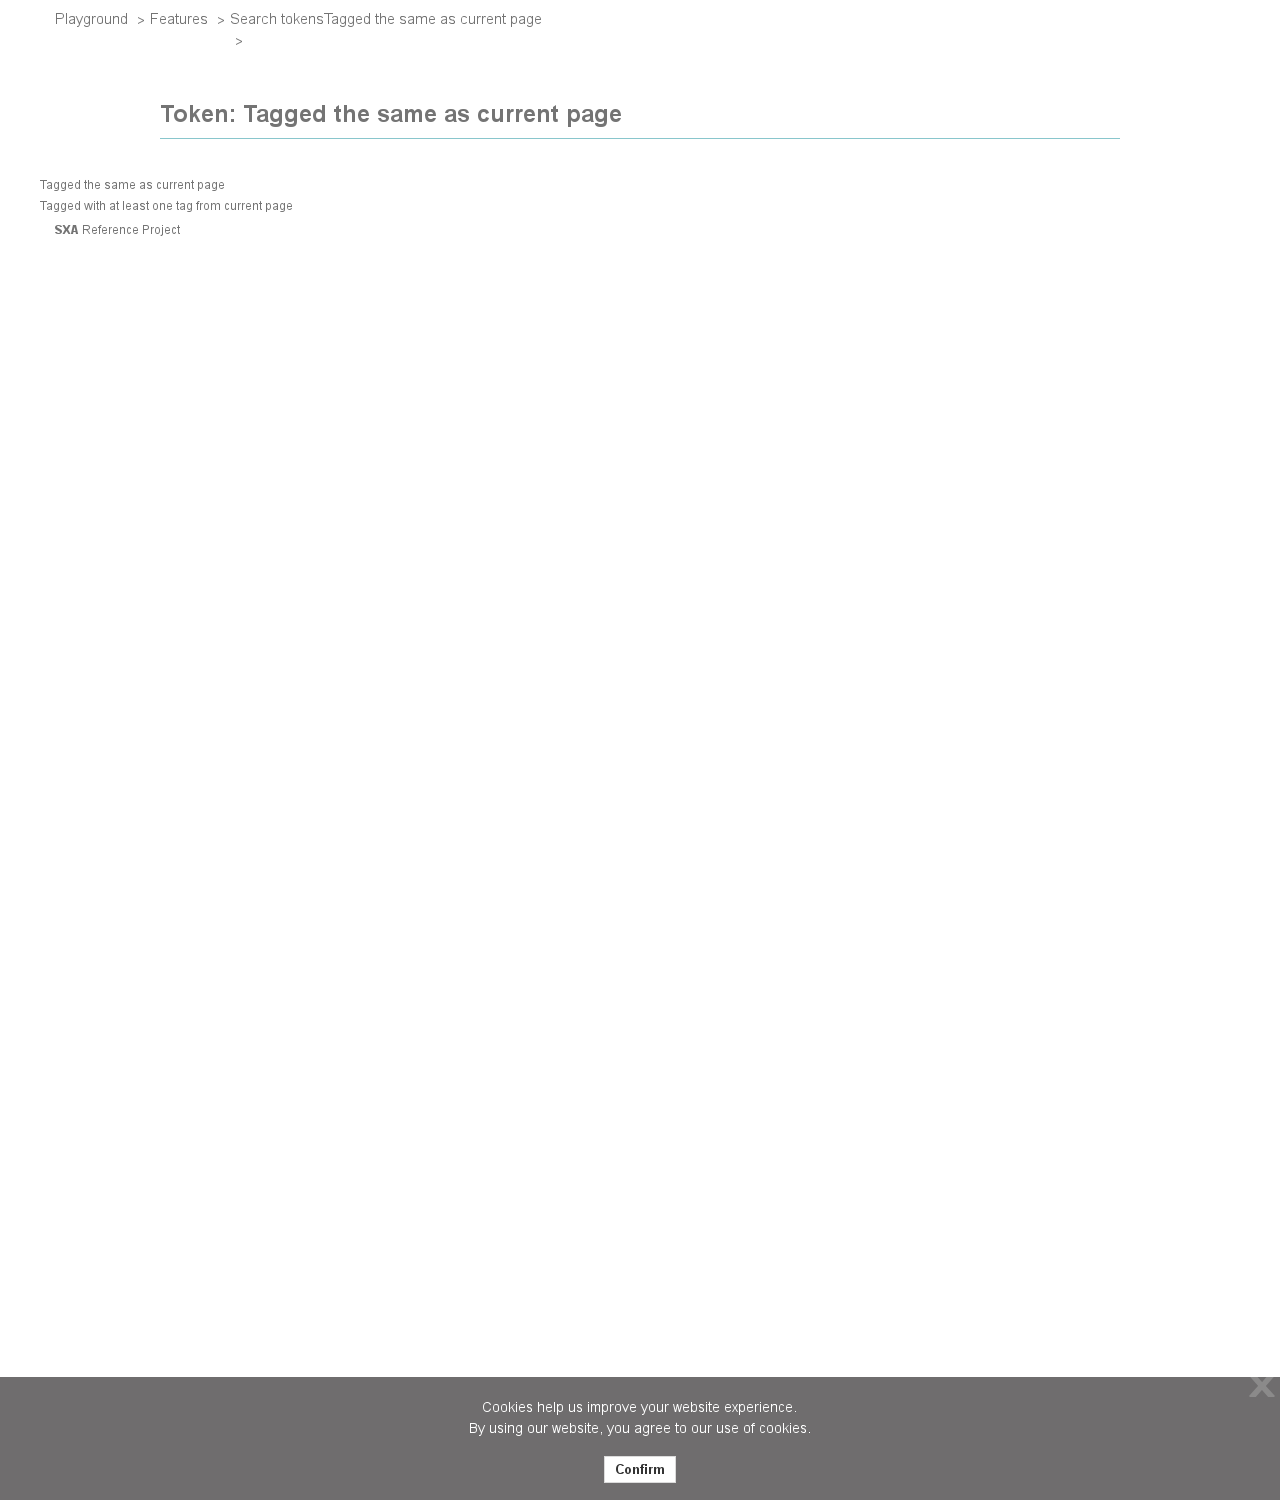 Playground > Features > Search tokensTagged the same as current page
>
Token: Tagged the same as current page
Tagged the same as current page
Tagged with at least one tag from current page
SXA Reference Project
X
Cookies help us improve your website experience.
By using our website, you agree to our use of cookies.
Confirm